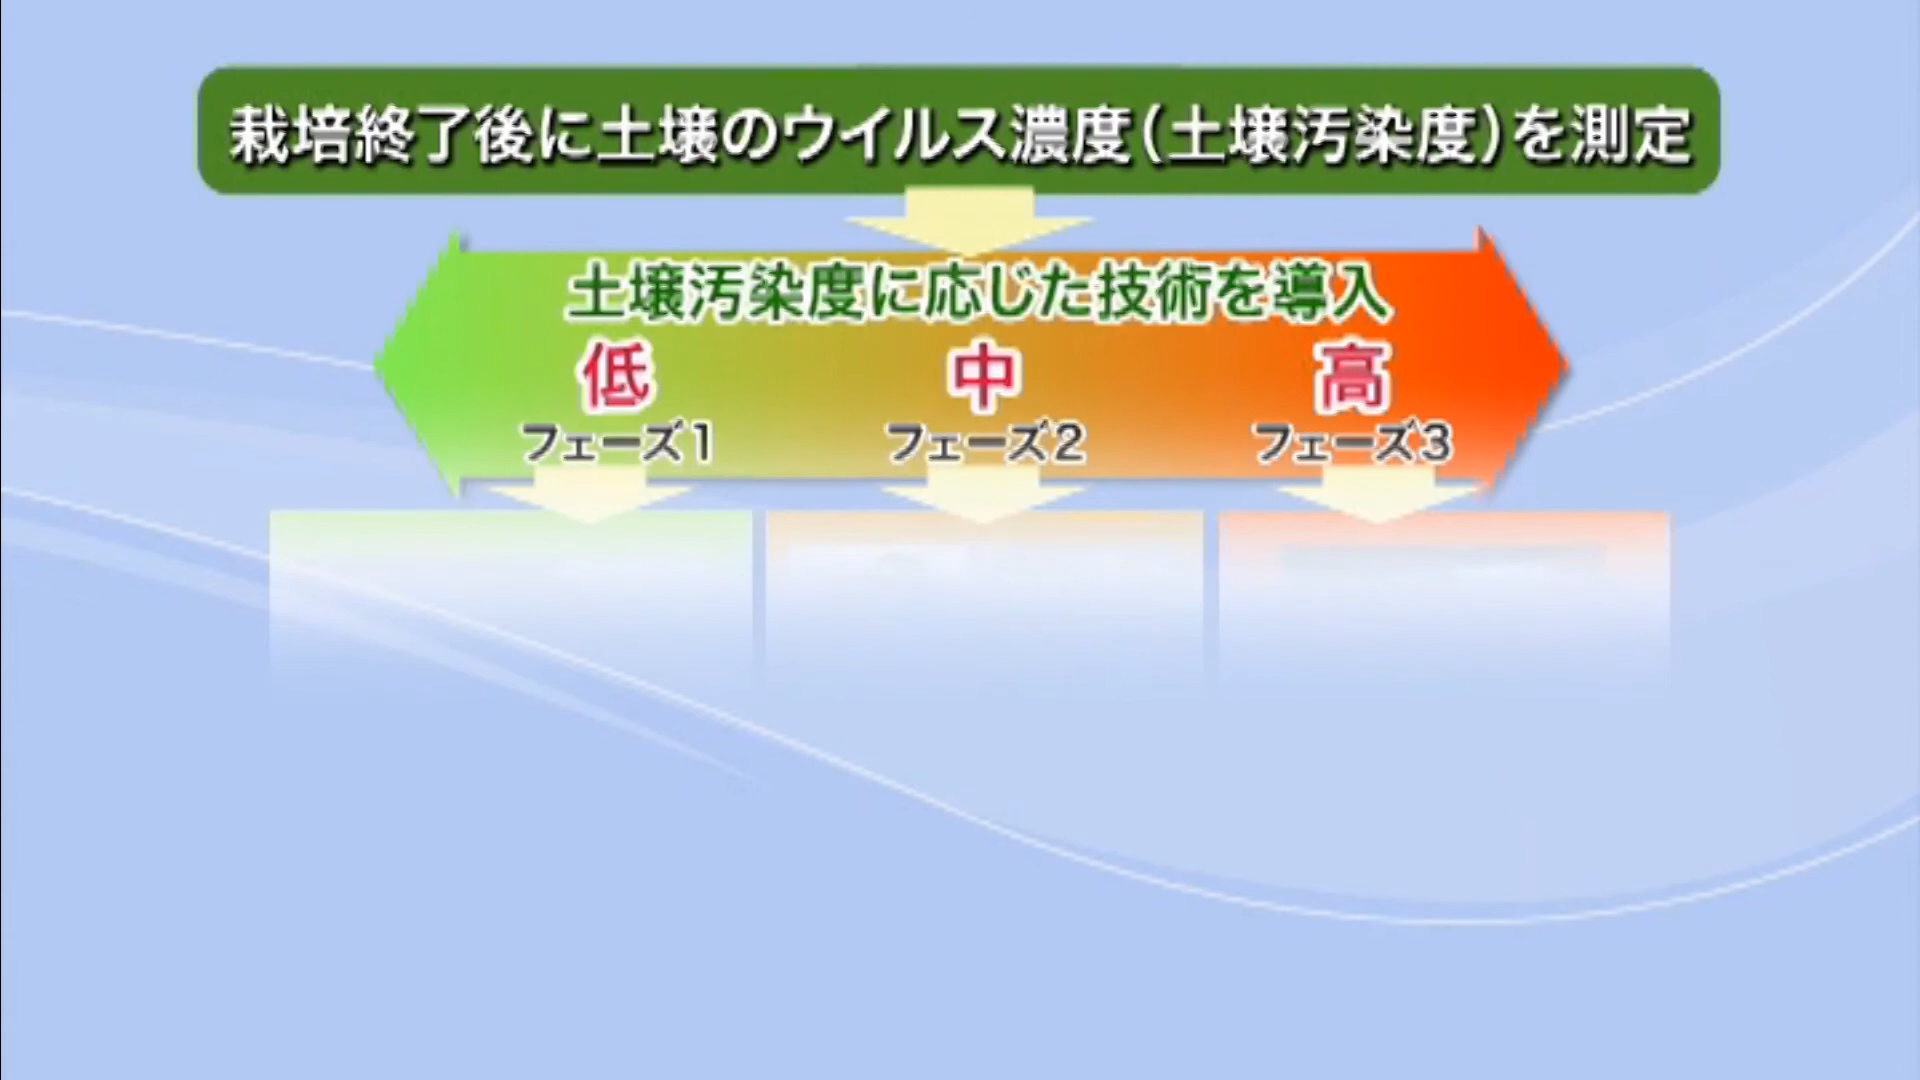 栽培終了後に土壌のウイルス濃度（土壌汚染度）を測定
土壌汚染度に応じた技術を導入
低 中 高
フェーズ1 フェーズ2 フェーズ3